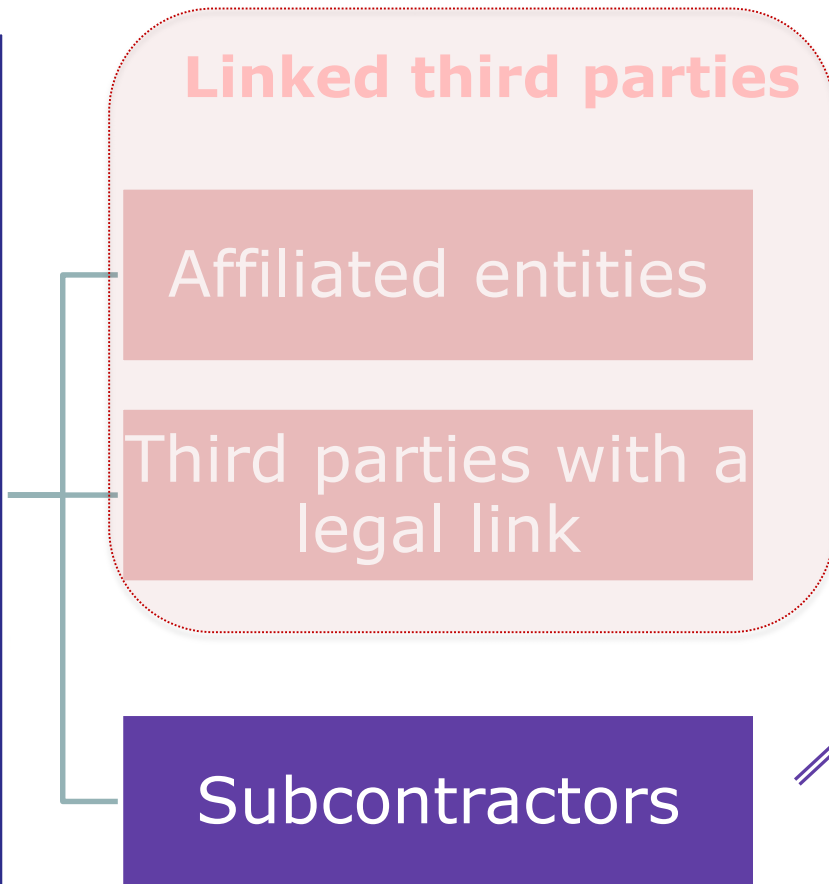 Linked third parties
Affiliated entities
Third parties with a
legal link
Subcontractors